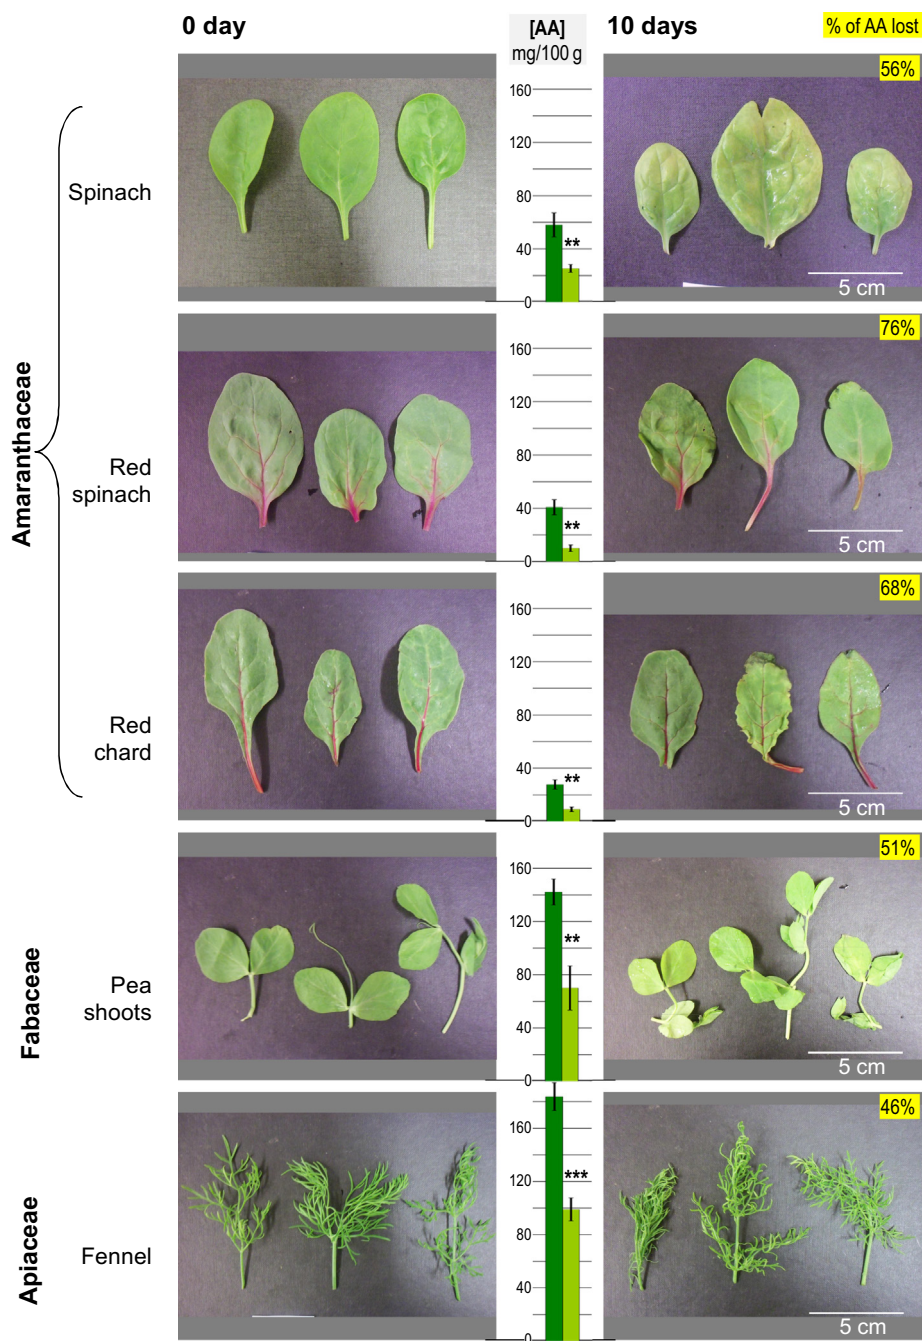 0 day
[AA]
mg/100 g
10 days
% of AA lost
Amaranthaceae
Spinach
160
120
80
40
0
**
56%
5 cm
Red
spinach
160
120
80
40
0
**
76%
5 cm
Red
chard
160
120
80
40
0
**
68%
5 cm
Fabaceae
Pea
shoots
160
120
80
40
0
**
51%
5 cm
Apiaceae
Fennel
160
120
80
40
0
***
46%
5 cm